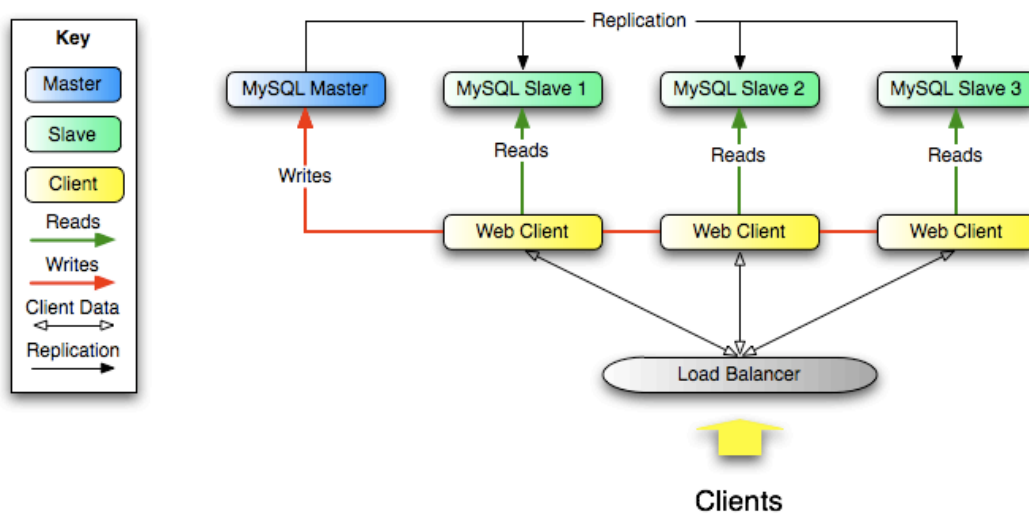 Key
Master
Slave
Client
Reads
Writes
Client Data
Replication
Replication
MySQL Master
MySQL Slave 1
MySQL Slave 2
MySQL Slave 3
Writes
Reads
Reads
Reads
Web Client
Web Client
Web Client
Load Balancer
Clients